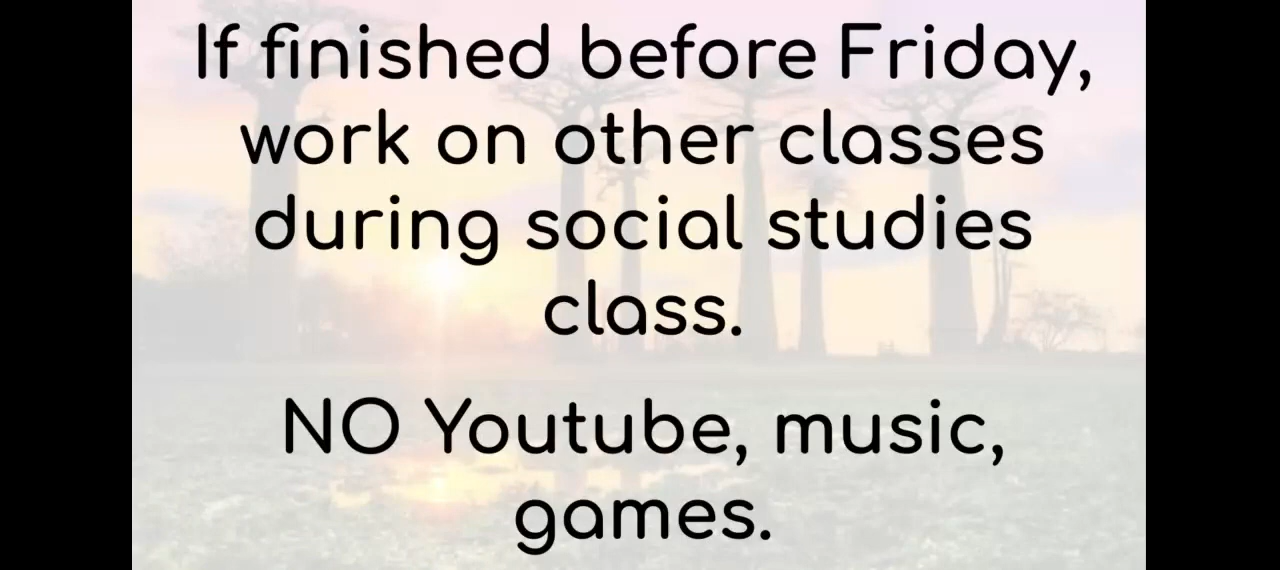 If finished before Friday,
work on other classes
during social studies
class.
NO Youtube, music,
games.